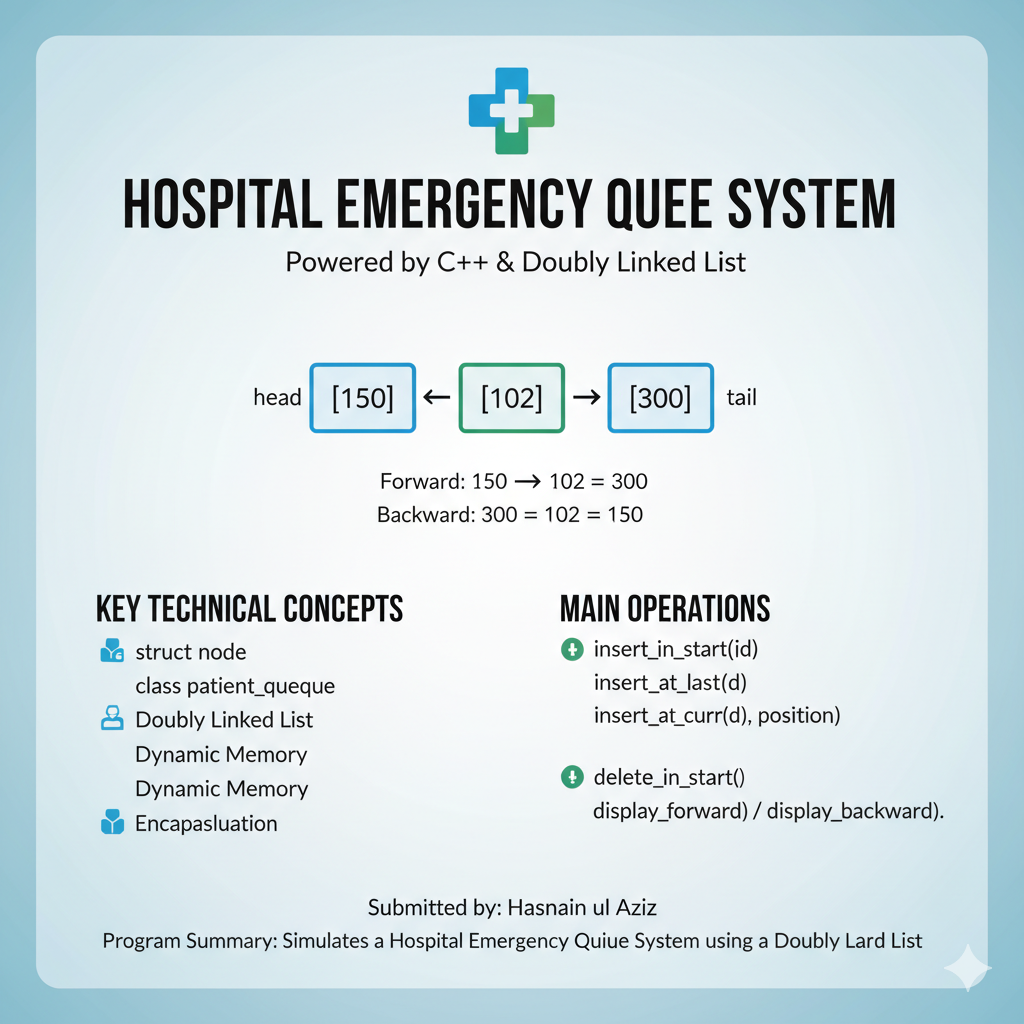 HOSPITAL EMERGENCY QUEE SYSTEM
Powered by C++ & Doubly Linked List
head [150] ← [102] → [300] tail
Forward: 150 → 102 = 300
Backward: 300 = 102 = 150
KEY TECHNICAL CONCEPTS
struct node
class patient_queque
Doubly Linked List
Dynamic Memory
Dynamic Memory
Encapasluation
MAIN OPERATIONS
insert_in_start(id)
insert_at_last(d)
insert_at_curr(d), position)
delete_in_start()
display_forward) / display_backward).
Submitted by: Hasnain ul Aziz
Program Summary: Simulates a Hospital Emergency Quiue System using a Doubly Lard List